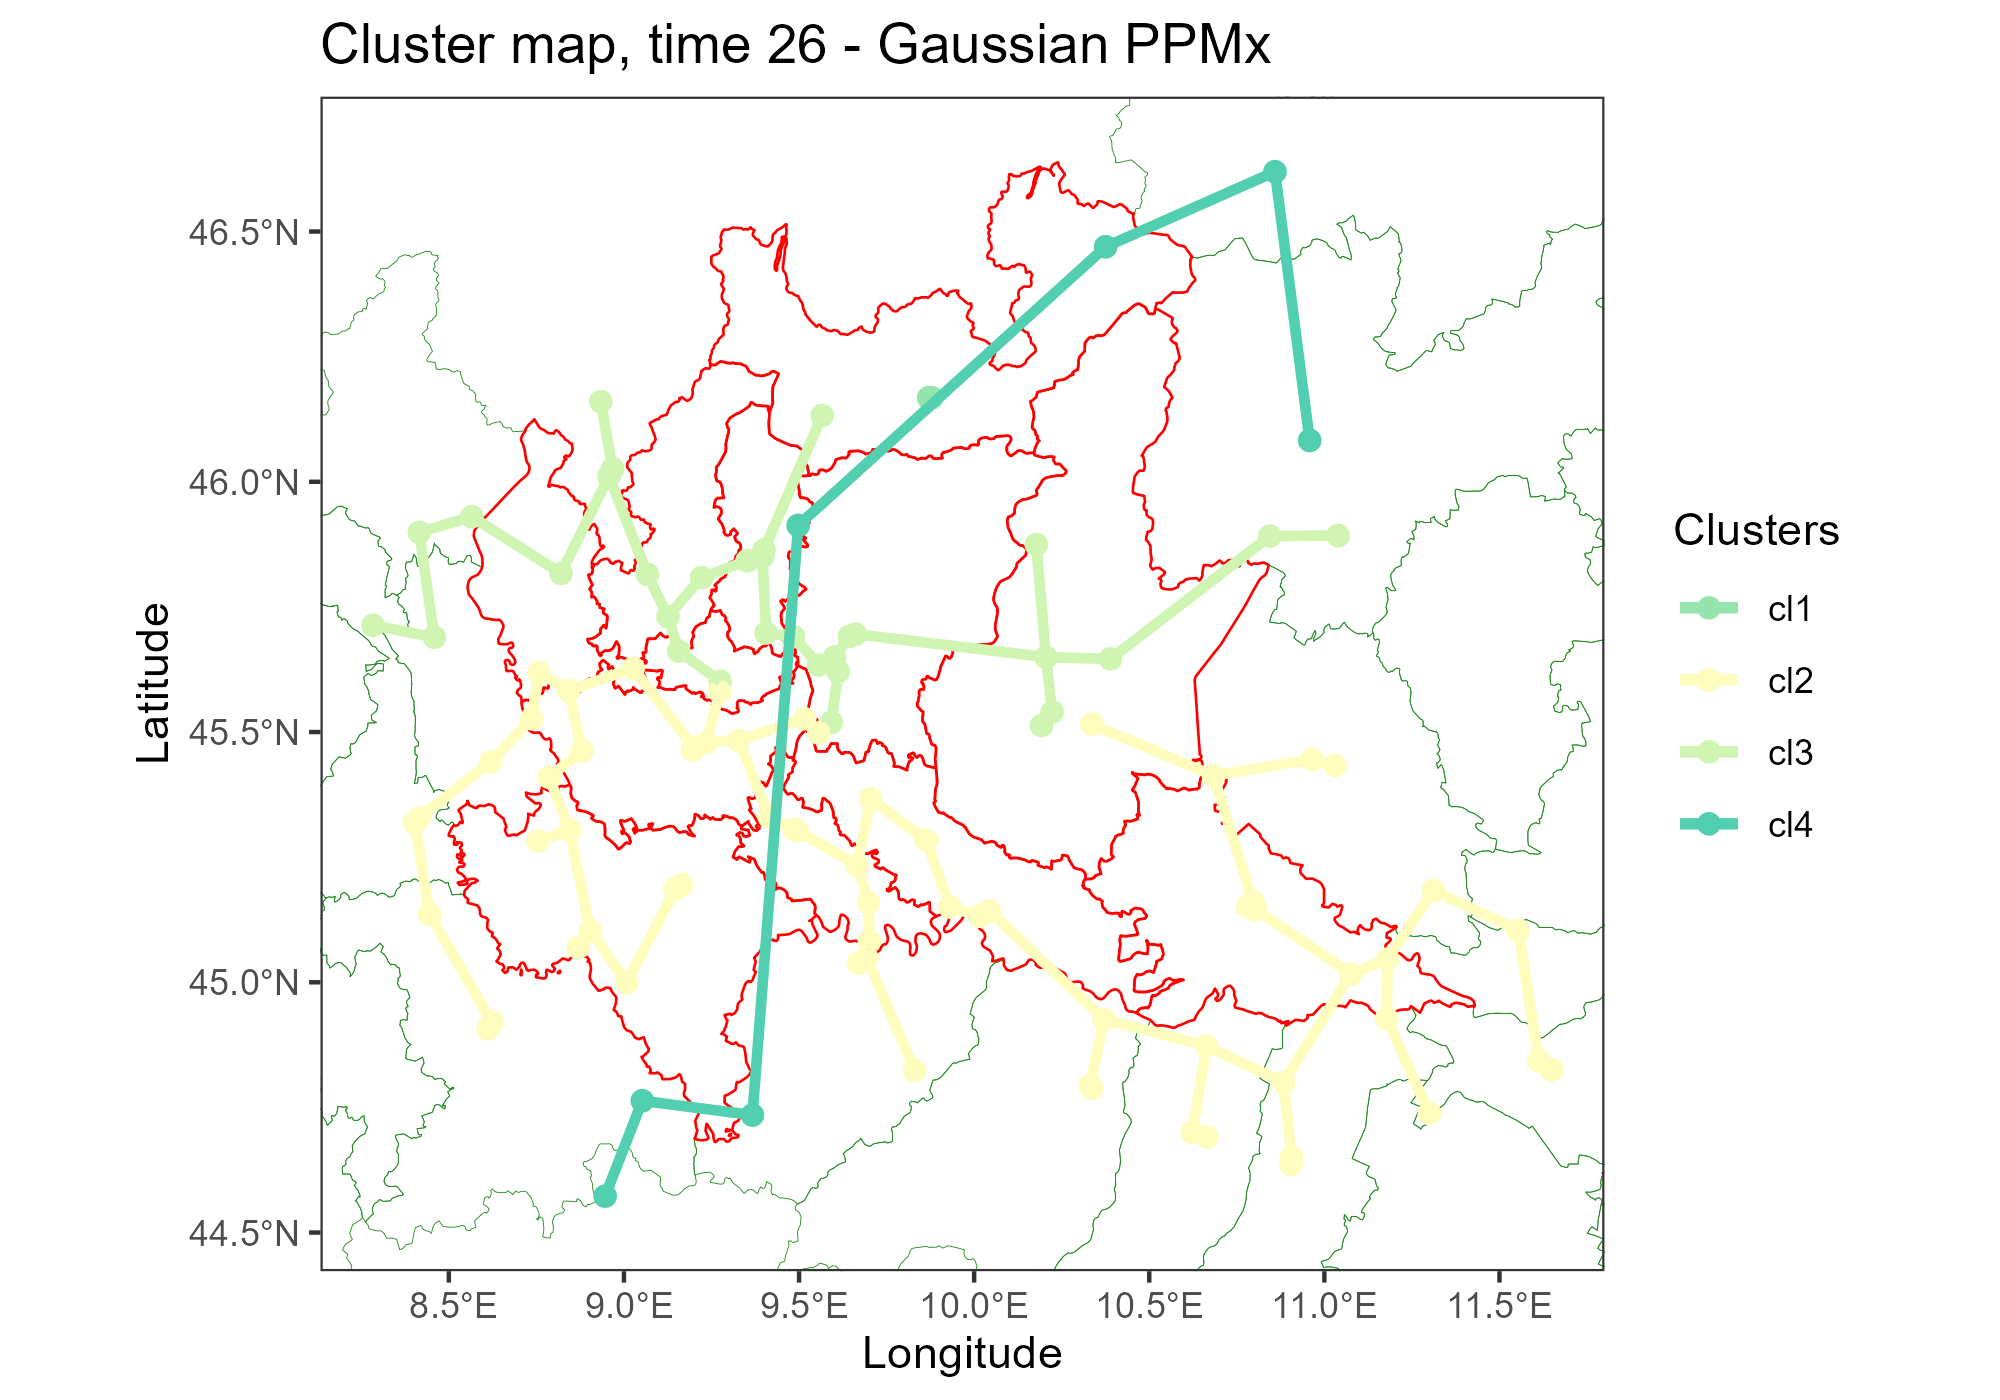 Cluster map, time 26 - Gaussian PPMx
46.5°N
46.0°N
45.5°N
45.0°N
44.5°N
Latitude
8.5°E
9.0°E
9.5°E
10.0°E
10.5°E
11.0°E
11.5°E
Longitude
Clusters
cl1
cl2
cl3
cl4